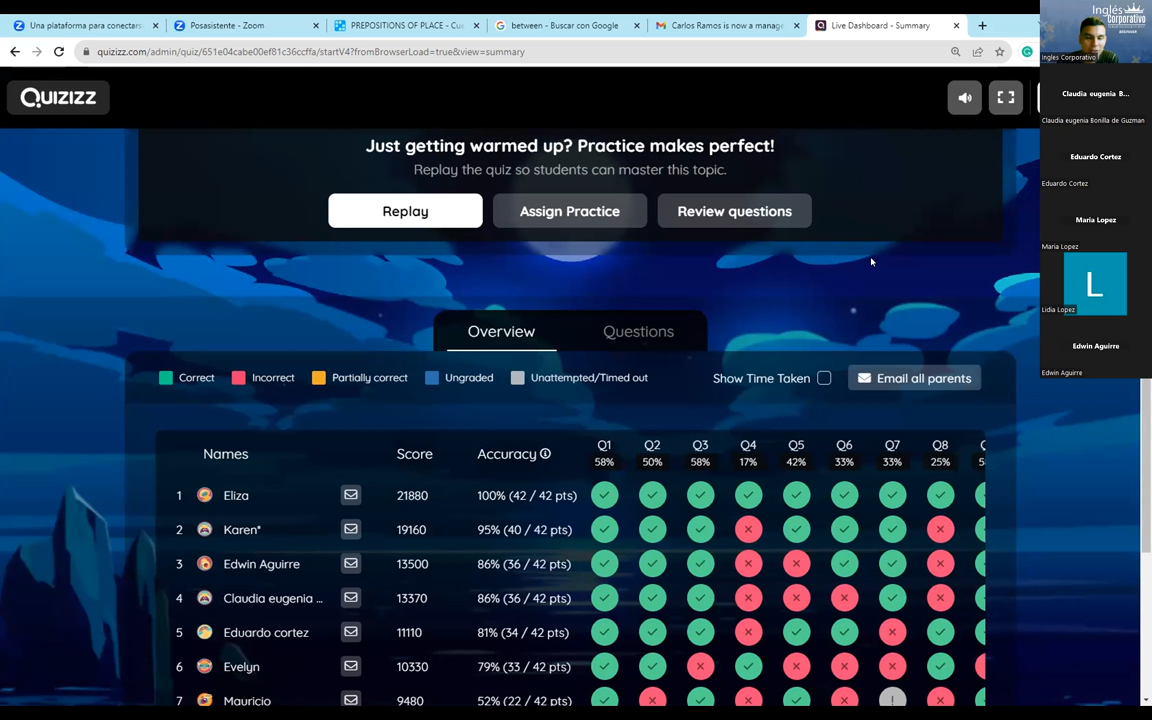 Una plataforma para conectars
Posasistente - Zoom
PREPOSITIONS OF PLACE - Cu
between - Buscar con Google
Carlos Ramos is now a manage
Live Dashboard - Summary
quizizz.com/admin/quiz/651e04cabe00ef81c36ccffa/startV4?fromBrowserLoad=true&view=summary
Inglés
Corporativo
BEGINNER
Ingles Corporativo
QUIZIZZ
Claudia eugenia B...
Claudia eugenia Bonilla de Guzman
Just getting warmed up? Practice makes perfect!
Replay the quiz so students can master this topic.
Eduardo Cortez
Eduardo Cortez
Replay
Assign Practice
Review questions
Maria Lopez
Maria Lopez
L
Lidia Lopez
Overview
Questions
Edwin Aguirre
Edwin Aguirre
Correct
Incorrect
Partially correct
Ungraded
Unattempted/Timed out
Show Time Taken
Email all parents
Names Score Accuracy Q1 Q2 Q3 Q4 Q5 Q6 Q7 Q8
58% 50% 58% 17% 42% 33% 33% 25% 5
1 Eliza 21880 100% (42 / 42 pts)
2 Karen* 19160 95% (40 / 42 pts)
3 Edwin Aguirre 13500 86% (36 / 42 pts)
4 Claudia eugenia ... 13370 86% (36 / 42 pts)
5 Eduardo cortez 11110 81% (34 / 42 pts)
6 Evelyn 10330 79% (33 / 42 pts)
7 Mauricio 9480 52% (22 / 42 pts)